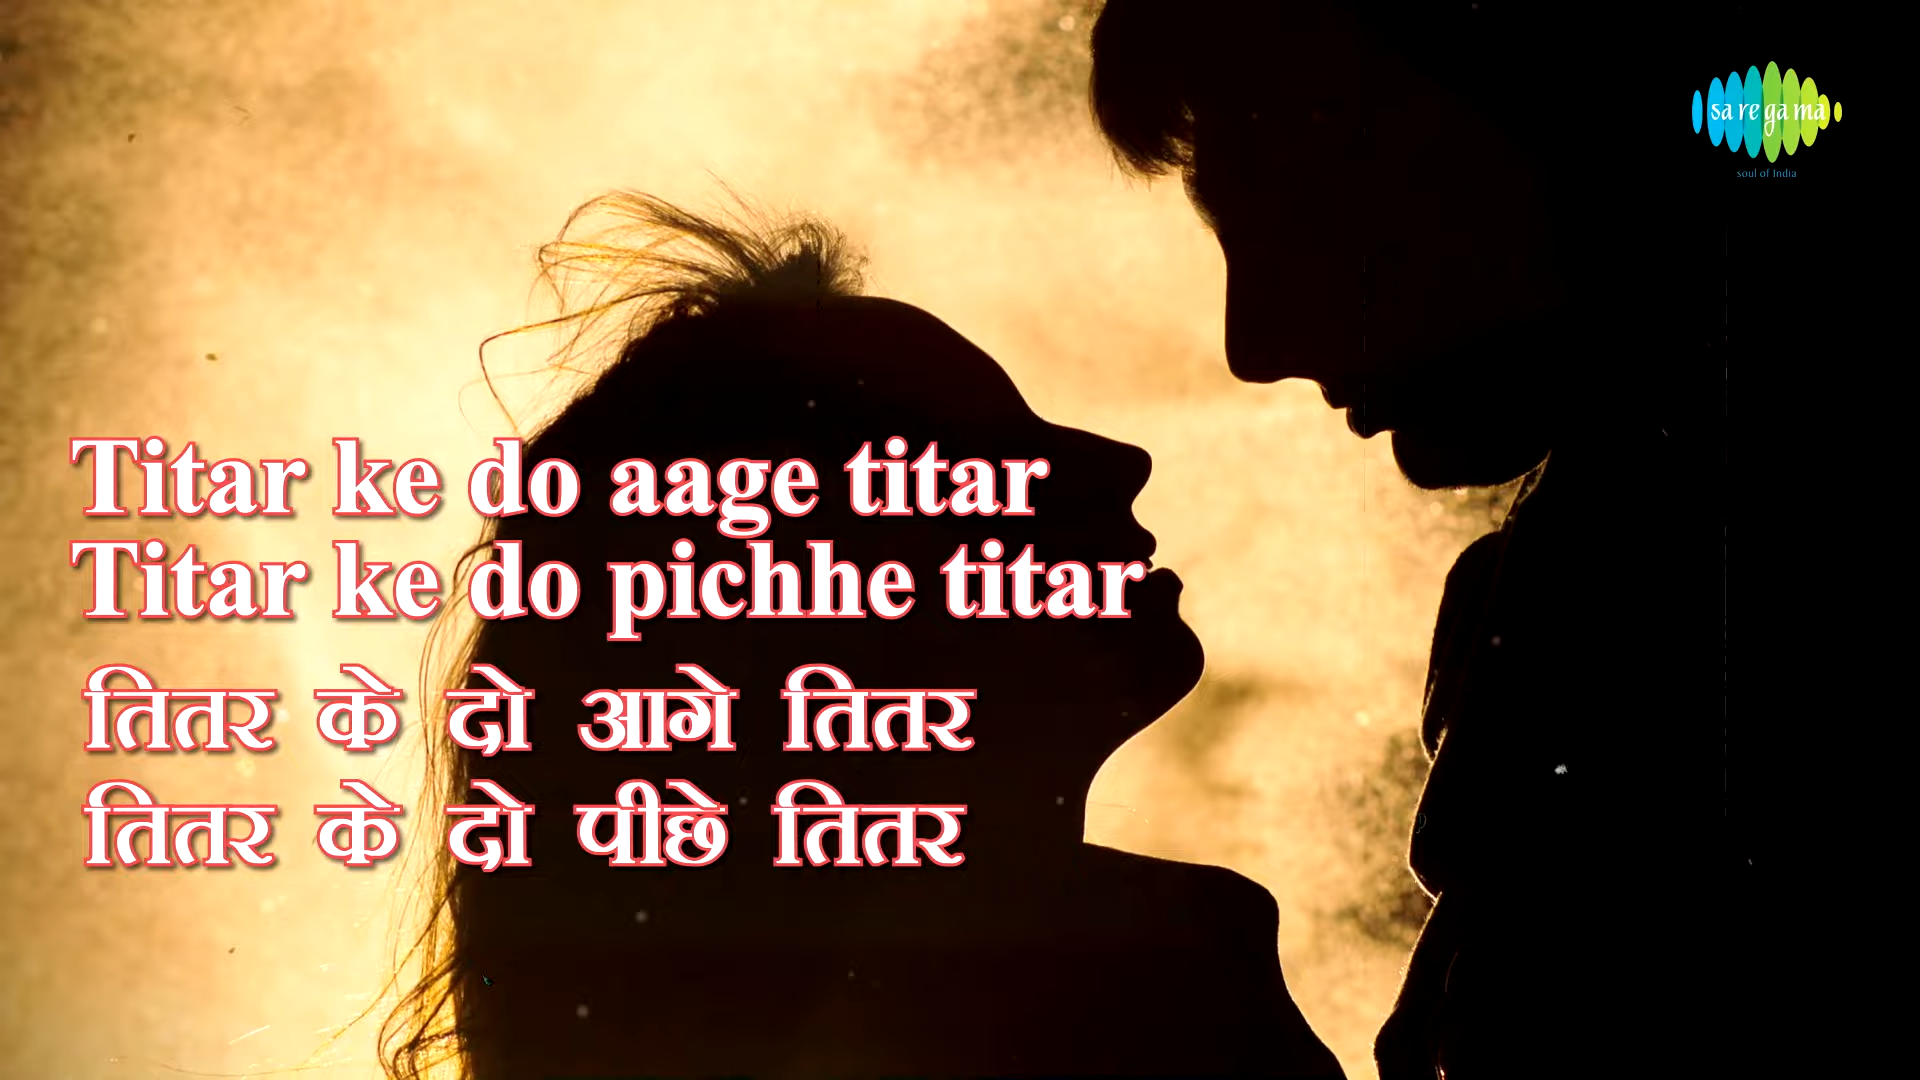 sa re ga ma
soul of India
Titar ke do aage titar
Titar ke do pichhe titar
तितर के दो आगे तितर
तितर के दो पीछे तितर